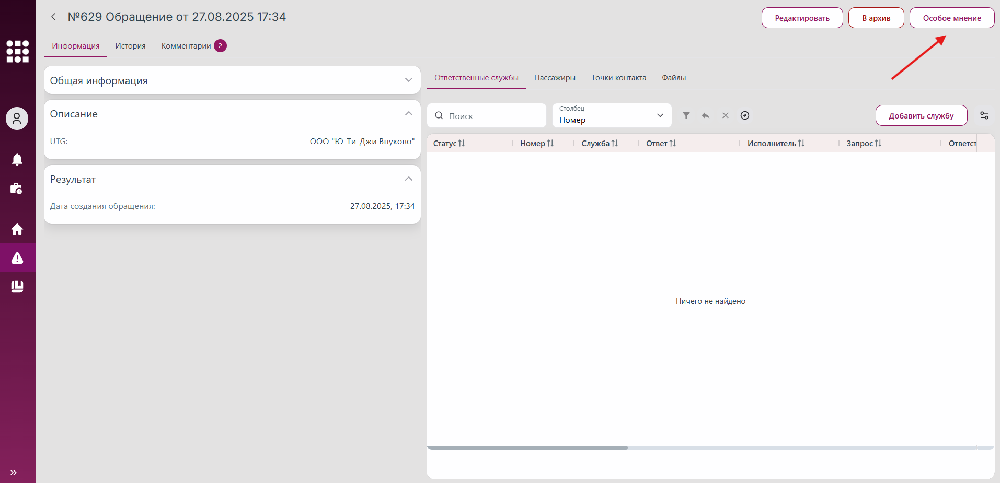 №629 Обращение от 27.08.2025 17:34
Редактировать
В архив
Особое мнение
Информация
История
Комментарии 2
Общая информация
Описание
UTG: ООО "Ю-Ти-Джи Внуково"
Результат
Дата создания обращения: 27.08.2025, 17:34
Ответственные службы
Пассажиры
Точки контакта
Файлы
Поиск
Столбец
Номер
Добавить службу
Статус
Номер
Служба
Ответ
Исполнитель
Запрос
Ответст
Ничего не найдено